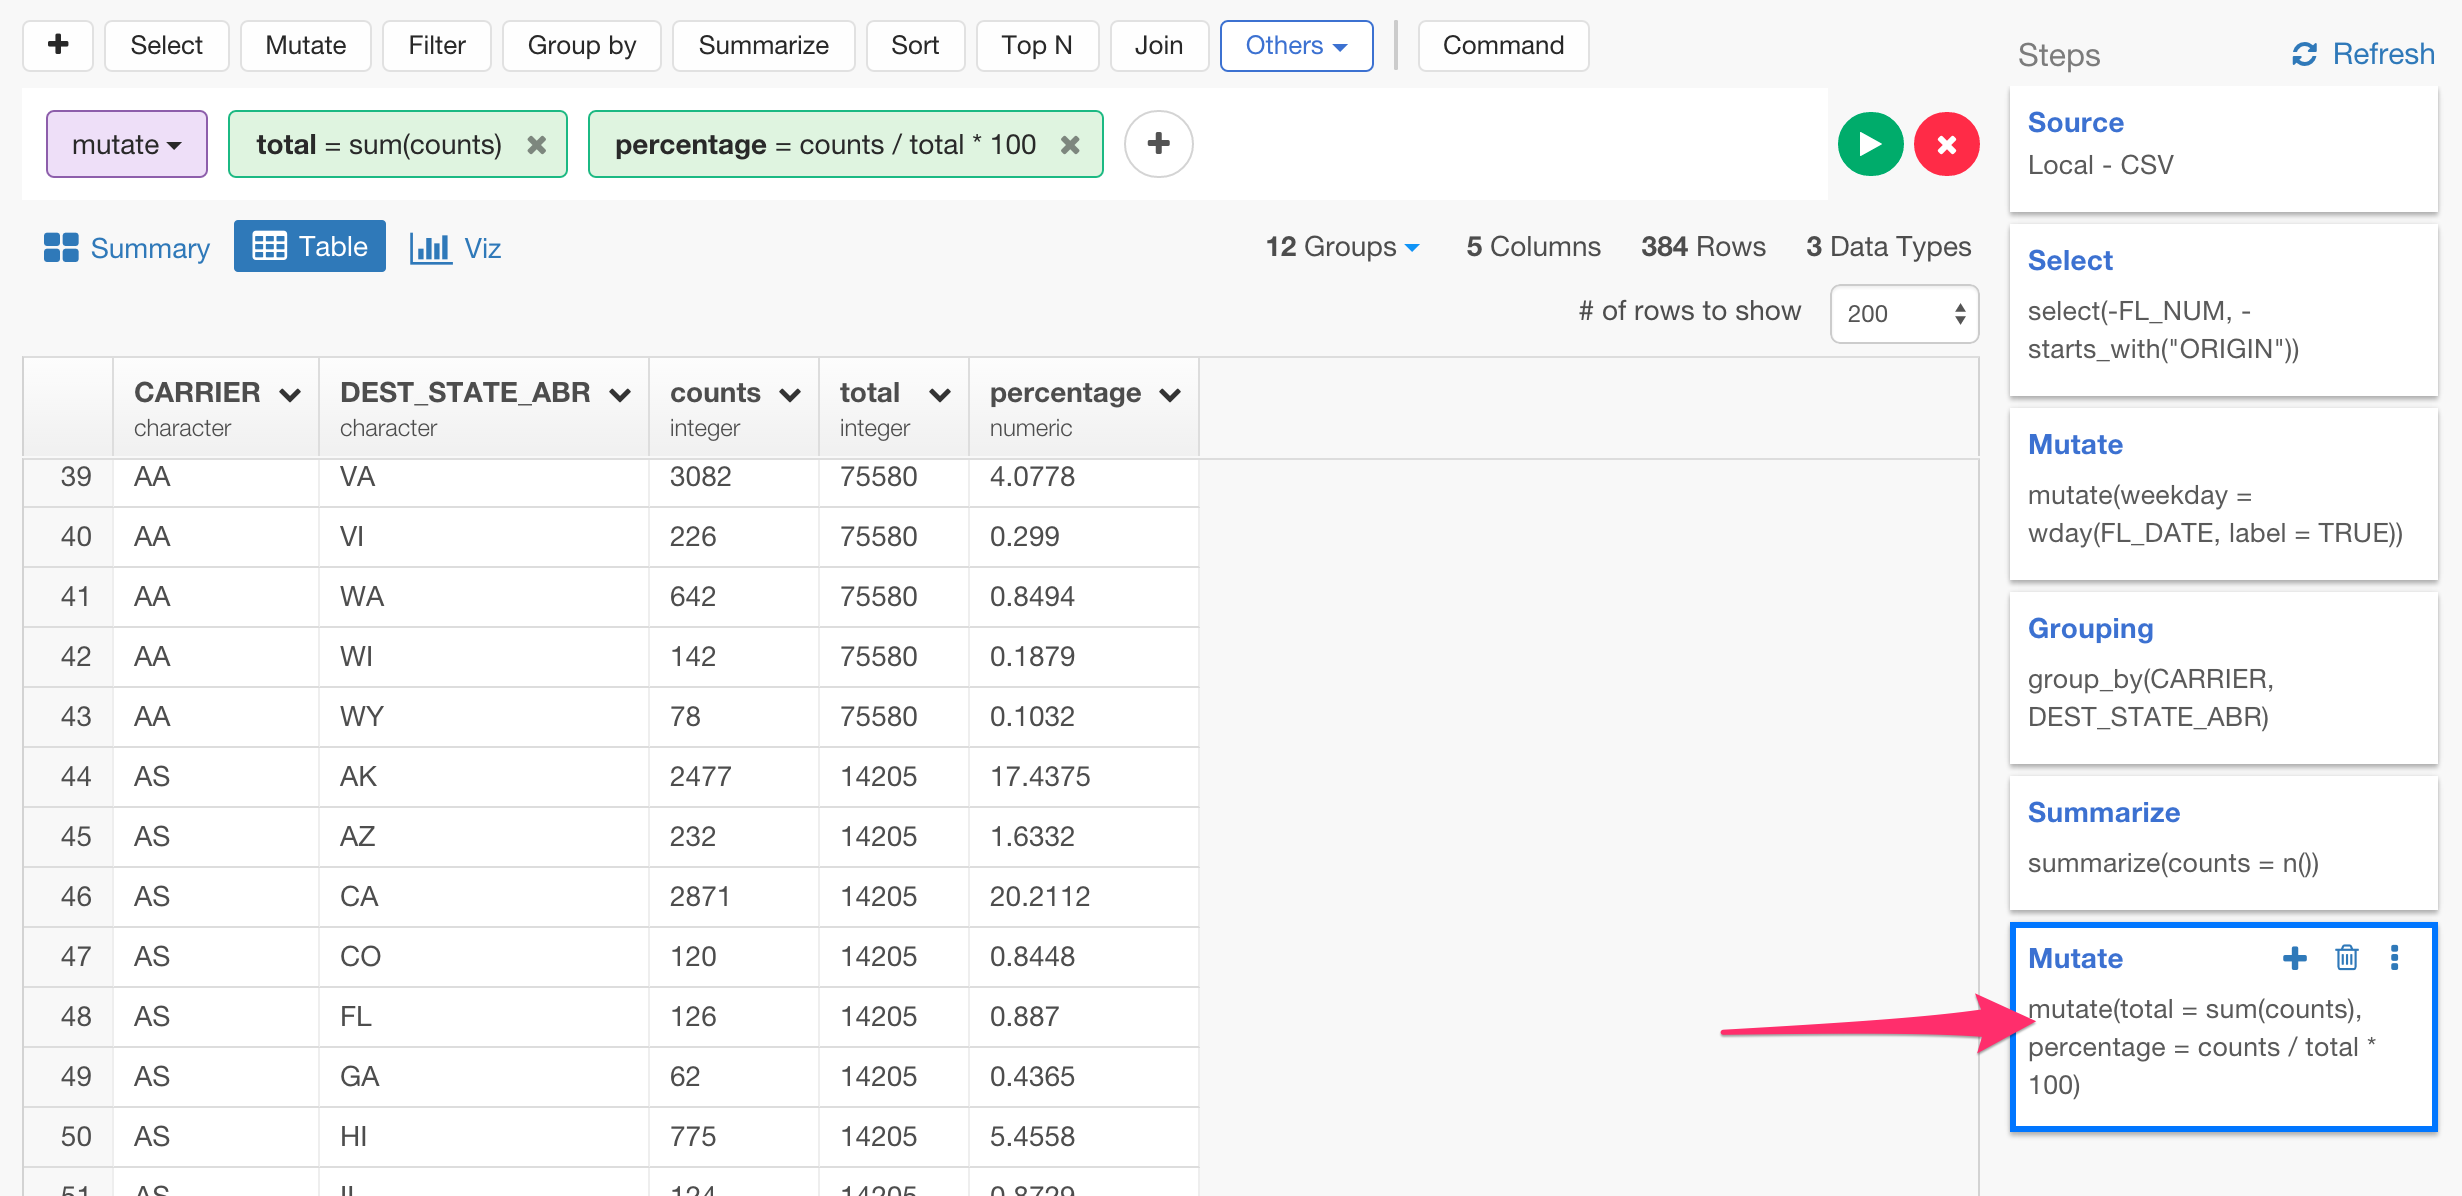 Select
Mutate
Filter
Group by
Summarize
Sort
Top N
Join
Others
Command
mutate
total = sum(counts)
percentage = counts / total * 100
Summary
Table
Viz
12 Groups
5 Columns
384 Rows
3 Data Types
# of rows to show
200
CARRIER DEST_STATE_ABR counts total percentage
character character integer integer numeric
39 AA VA 3082 75580 4.0778
40 AA VI 226 75580 0.299
41 AA WA 642 75580 0.8494
42 AA WI 142 75580 0.1879
43 AA WY 78 75580 0.1032
44 AS AK 2477 14205 17.4375
45 AS AZ 232 14205 1.6332
46 AS CA 2871 14205 20.2112
47 AS CO 120 14205 0.8448
48 AS FL 126 14205 0.887
49 AS GA 62 14205 0.4365
50 AS HI 775 14205 5.4558
51 AS IL 124 14205 0.8729
Steps
Refresh
Source
Local - CSV
Select
select(-FL_NUM, -
starts_with("ORIGIN"))
Mutate
mutate(weekday =
wday(FL_DATE, label = TRUE))
Grouping
group_by(CARRIER,
DEST_STATE_ABR)
Summarize
summarize(counts = n())
Mutate
mutate(total = sum(counts),
percentage = counts / total *
100)